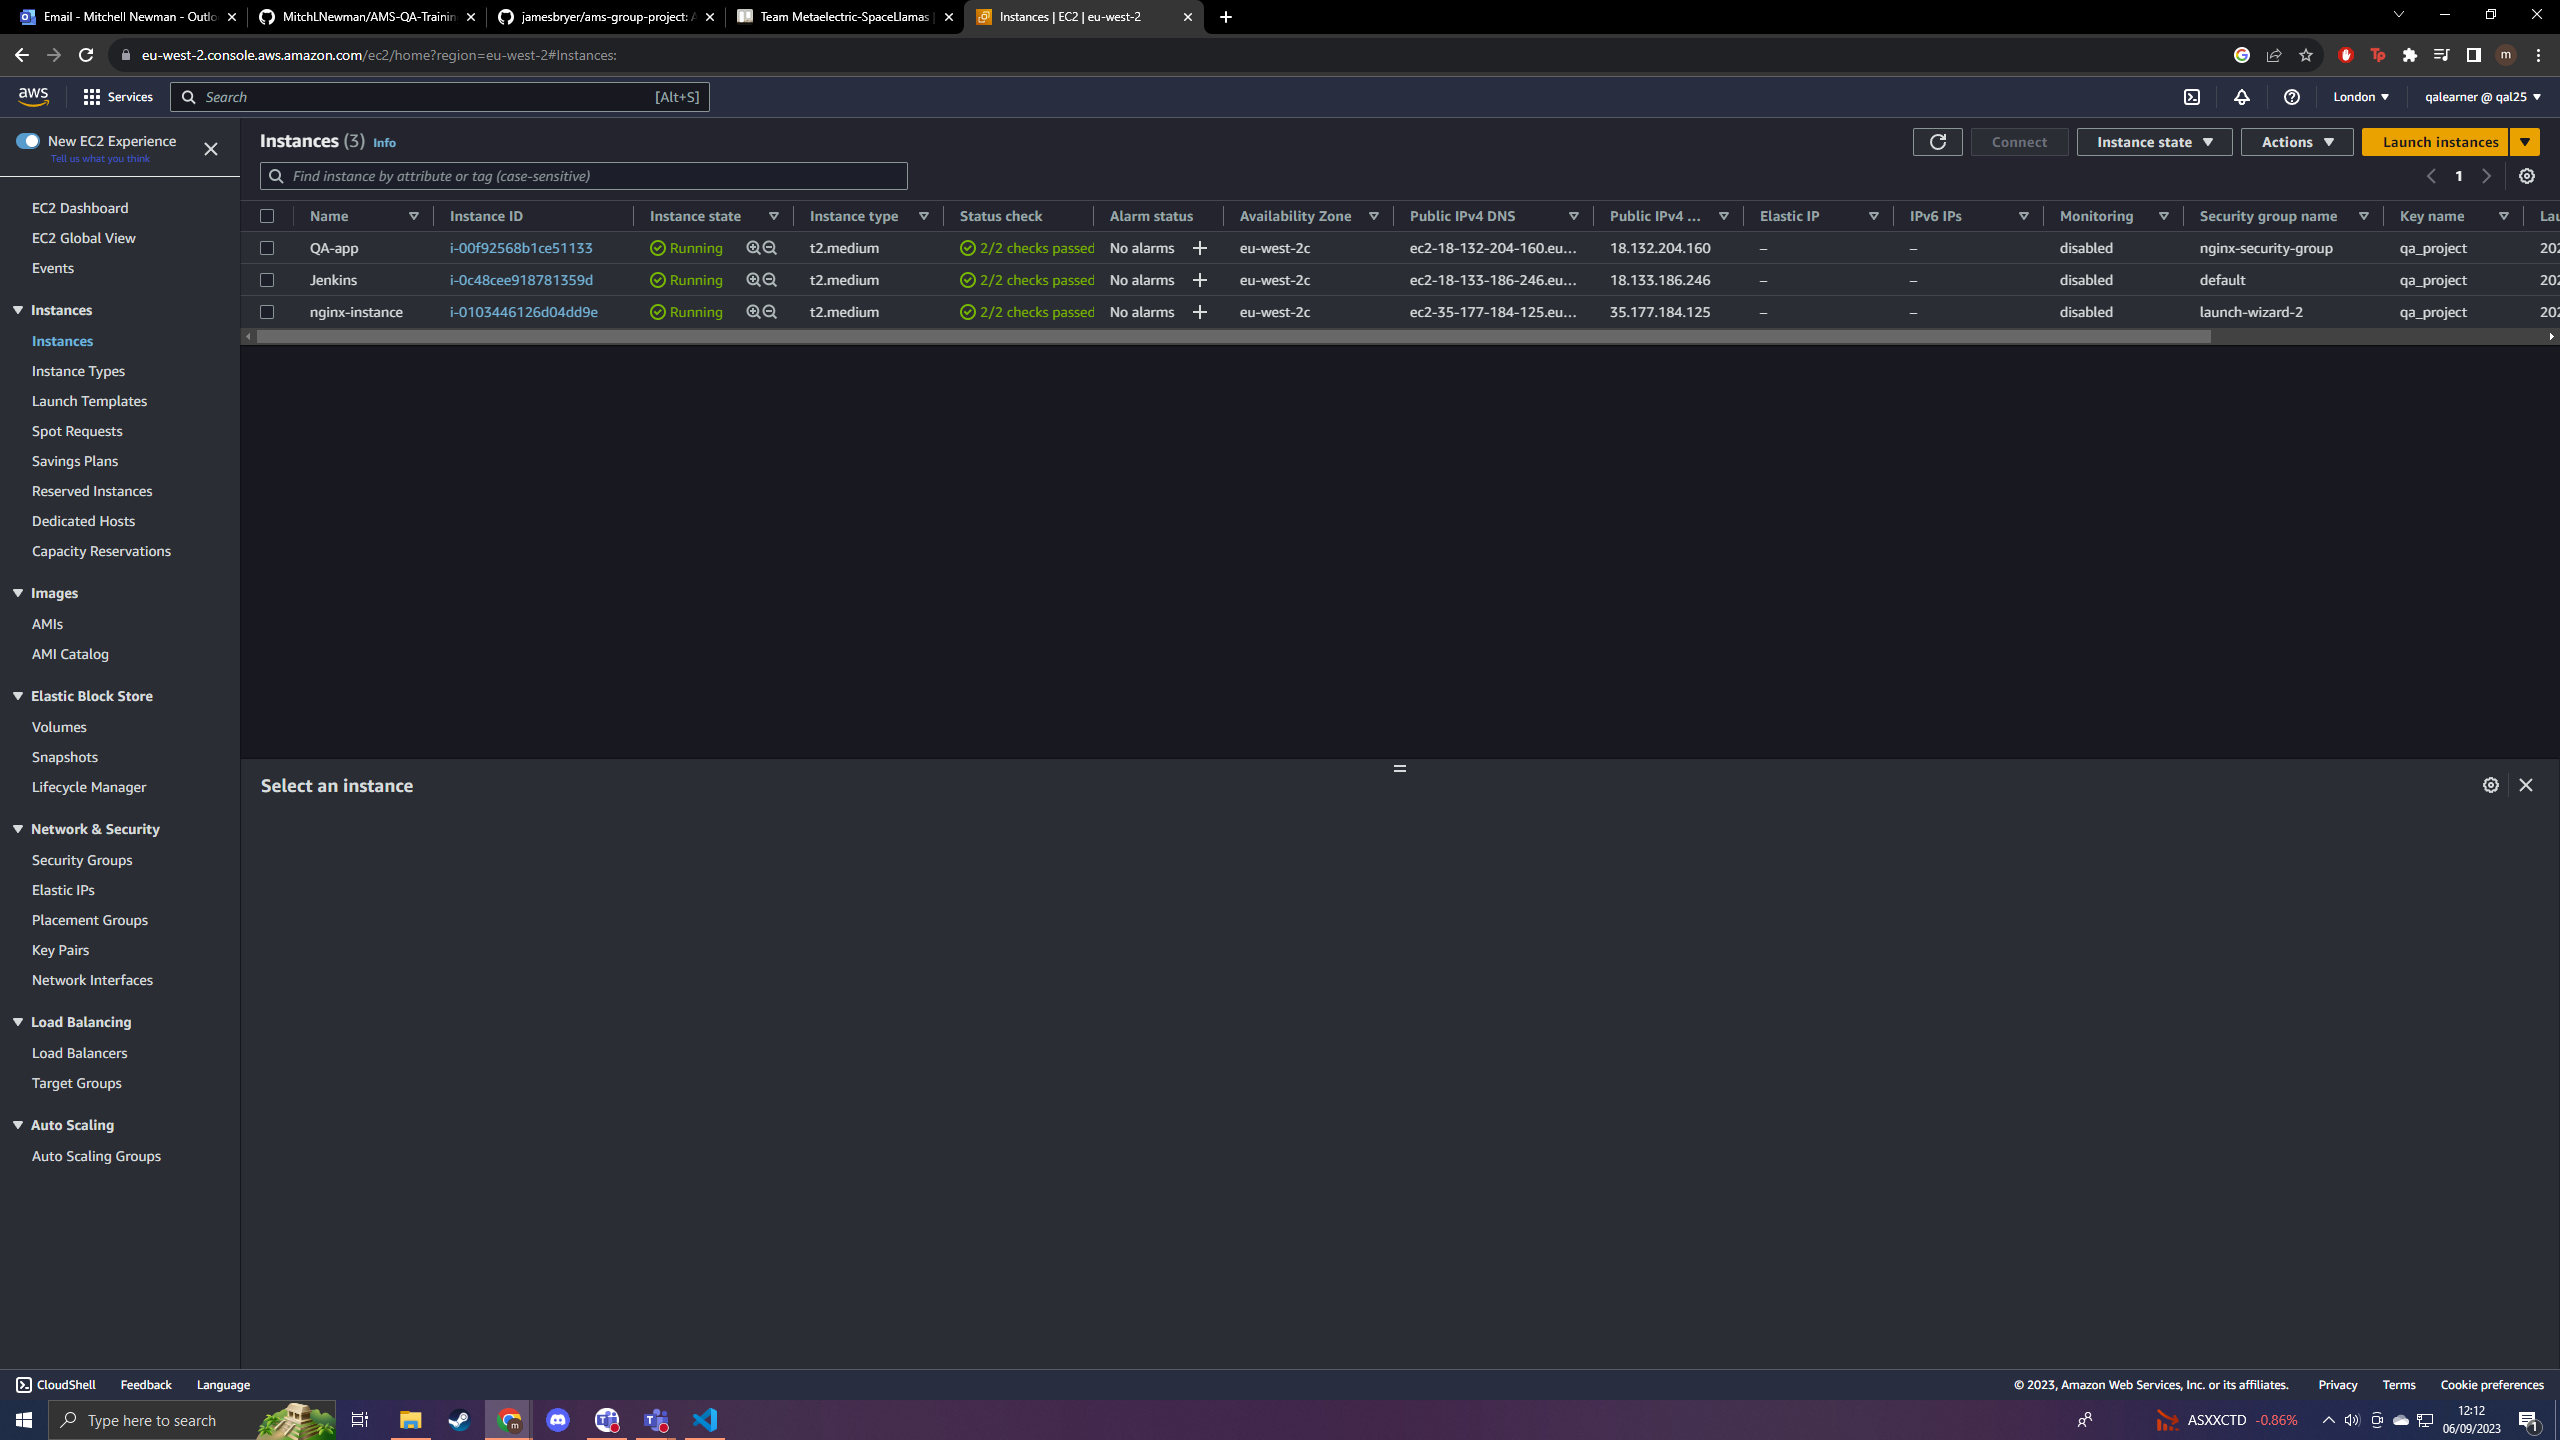 Email - Mitchell Newman - Outlo
MitchLNewman/AMS-QA-Trainin
jamesbryer/ams-group-project: A
Team Metaelectric-SpaceLlamas |
Instances | EC2 | eu-west-2
eu-west-2.console.aws.amazon.com/ec2/home?region=eu-west-2#Instances:
Tp
m
aws
Services
Search
[Alt+S]
London
qalearner @ qal25
New EC2 Experience
Tell us what you think
EC2 Dashboard
EC2 Global View
Events
Instances
Instances
Instance Types
Launch Templates
Spot Requests
Savings Plans
Reserved Instances
Dedicated Hosts
Capacity Reservations
Images
AMIs
AMI Catalog
Elastic Block Store
Volumes
Snapshots
Lifecycle Manager
Network & Security
Security Groups
Elastic IPs
Placement Groups
Key Pairs
Network Interfaces
Load Balancing
Load Balancers
Target Groups
Auto Scaling
Auto Scaling Groups
Instances (3) Info
Connect
Instance state
Actions
Launch instances
Find instance by attribute or tag (case-sensitive)
1
Name Instance ID Instance state Instance type Status check Alarm status Availability Zone Public IPv4 DNS Public IPv4 ... Elastic IP IPv6 IPs Monitoring Security group name Key name Lau
QA-app i-00f92568b1ce51133 Running t2.medium 2/2 checks passed No alarms + eu-west-2c ec2-18-132-204-160.eu... 18.132.204.160 – – disabled nginx-security-group qa_project 202
Jenkins i-0c48cee918781359d Running t2.medium 2/2 checks passed No alarms + eu-west-2c ec2-18-133-186-246.eu... 18.133.186.246 – – disabled default qa_project 202
nginx-instance i-0103446126d04dd9e Running t2.medium 2/2 checks passed No alarms + eu-west-2c ec2-35-177-184-125.eu... 35.177.184.125 – – disabled launch-wizard-2 qa_project 202
Select an instance
CloudShell
Feedback
Language
© 2023, Amazon Web Services, Inc. or its affiliates.
Privacy
Terms
Cookie preferences
Type here to search
ASXXCTD -0.86%
12:12
06/09/2023
1